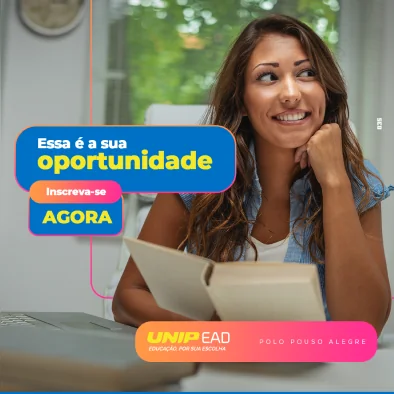 Essa é a sua
oportunidade
Inscreva-se
AGORA
UNIP EAD
EDUCAÇÃO POR SUA ESCOLHA
POLO POUSO ALEGRE